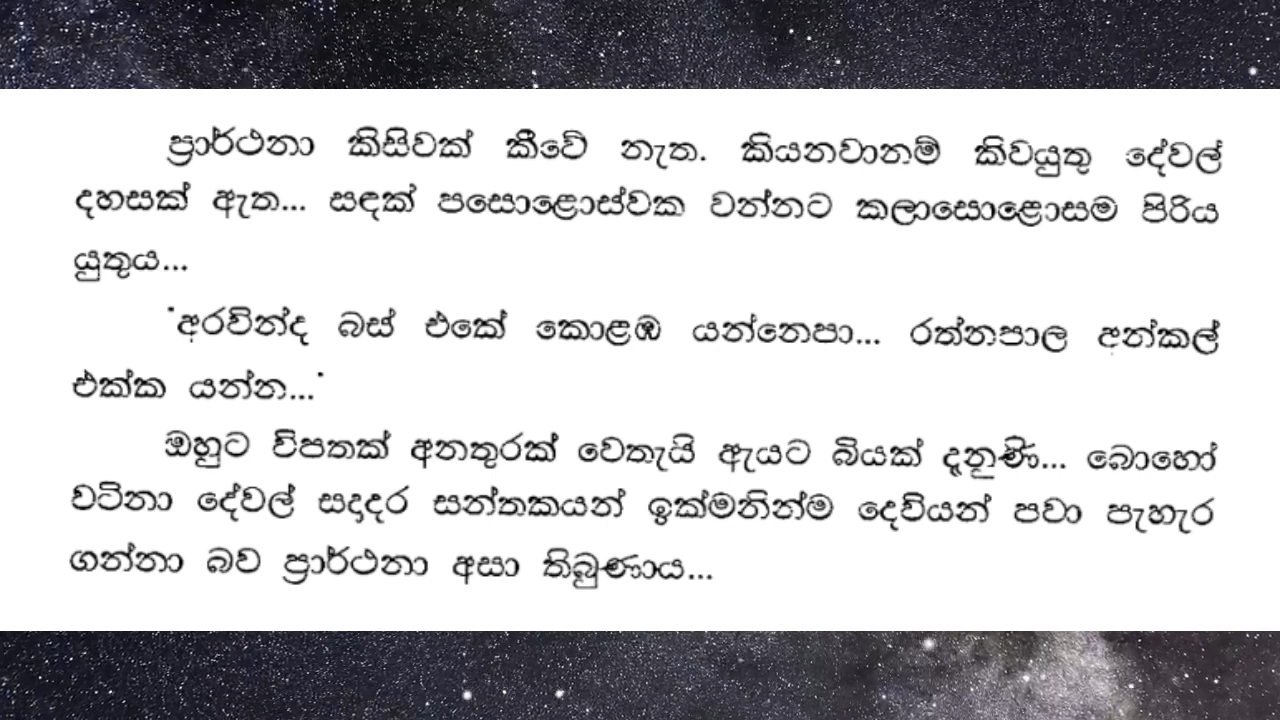 ප්‍රාර්ථනා කිසිවක් කීවේ නැත. කියනවානම් කිවයුතු දේවල්
දහසක් ඇත... සඳක් පසොළොස්වක වන්නට කලාසොළොසම පිරිය
යුතුය...
'අරවින්ද බස් එකේ කොළඹ යන්නෙපා... රත්නපාල අන්කල්
එක්ක යන්න...'
ඔහුට විපතක් අනතුරක් වෙතැයි ඇයට බියක් දැනුණි... බොහෝ
වටිනා දේවල් සදාදර සන්තකයන් ඉක්මනින්ම දෙවියන් පවා පැහැර
ගන්නා බව ප්‍රාර්ථනා අසා තිබුණාය...